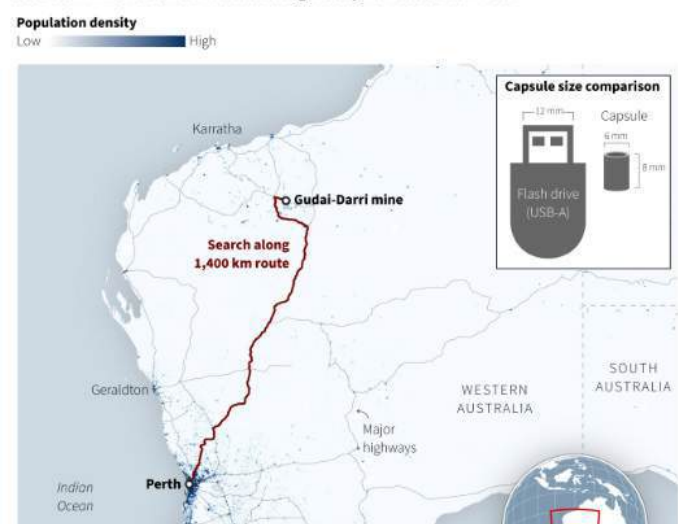 Population density
Low High
Capsule size comparison
12 mm
Capsule
6 mm
8 mm
Flash drive
(USB-A)
Karratha
Gudai-Darri mine
Search along
1,400 km route
Geraldton
WESTERN
AUSTRALIA
SOUTH
AUSTRALIA
Major
highways
Perth
Indian
Ocean